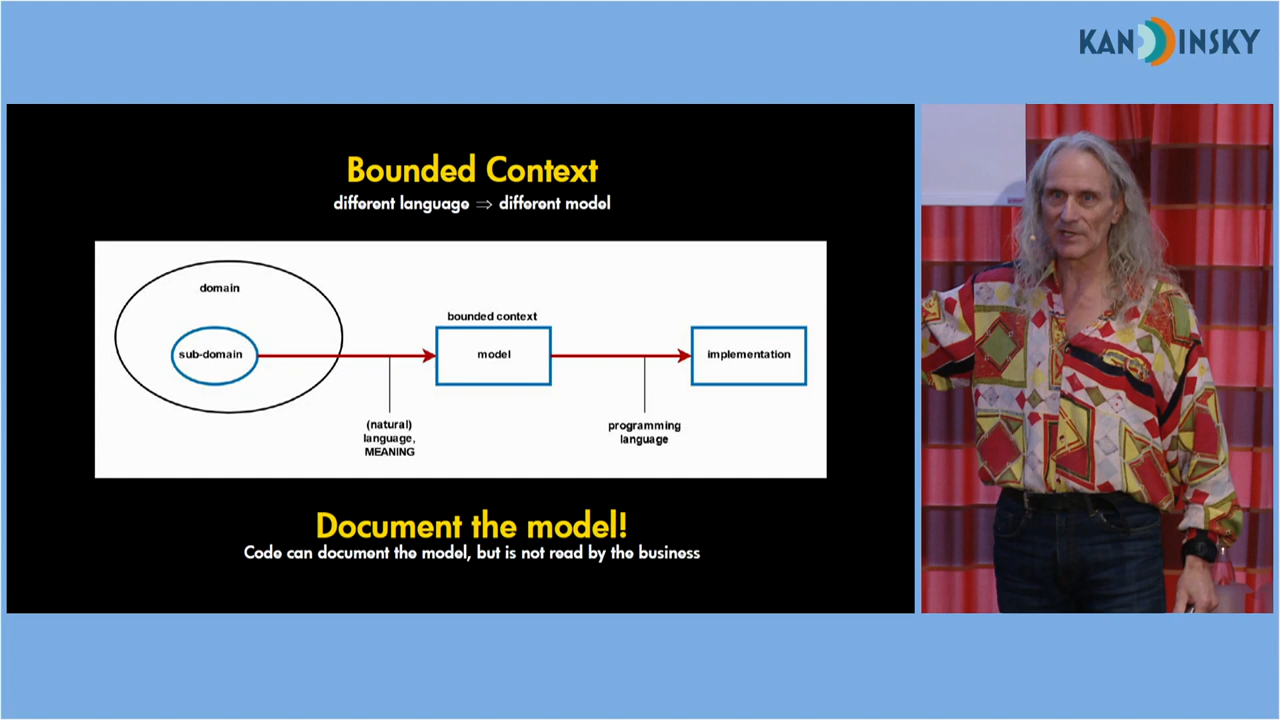 KANDDINSKY
Bounded Context
different language ⇒ different model
domain
sub-domain
bounded context
model
implementation
(natural)
language,
MEANING
programming
language
Document the model!
Code can document the model, but is not read by the business